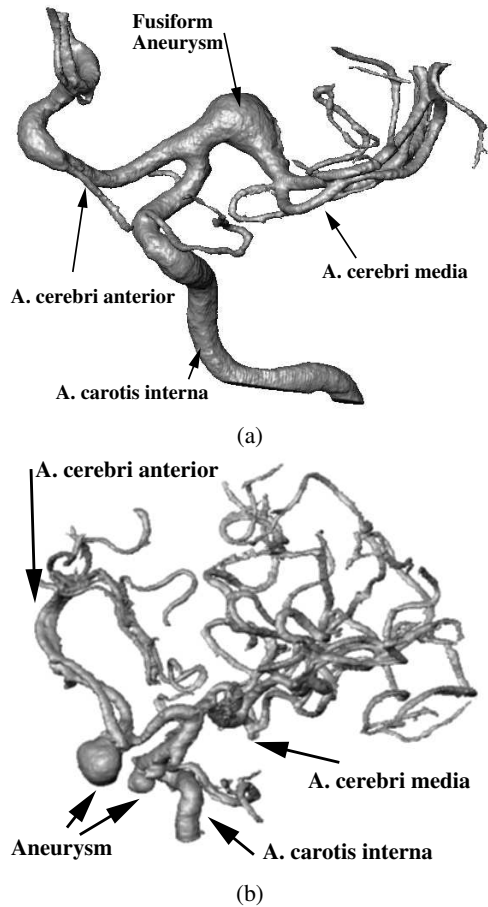 Fusiform
Aneurysm
A. cerebri media
A. cerebri anterior
A. carotis interna
(a)
A. cerebri anterior
A. cerebri media
Aneurysm
A. carotis interna
(b)